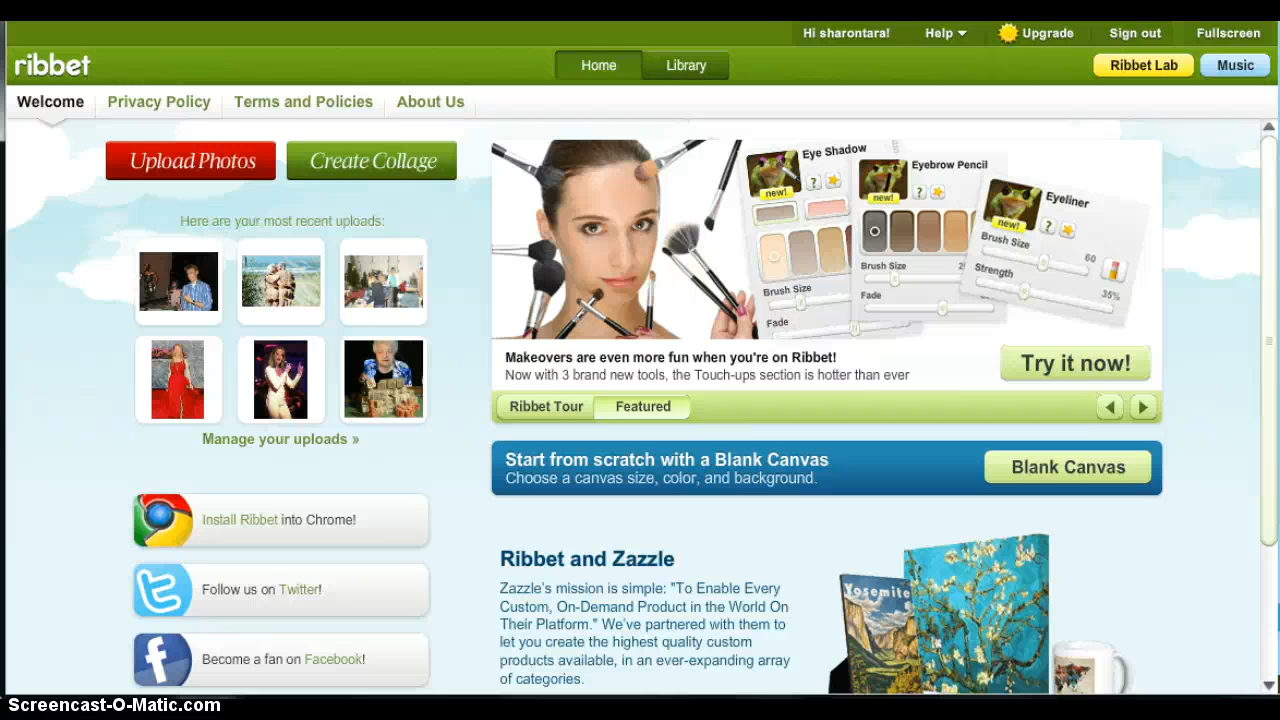 Hi sharontara!
Help
Upgrade
Sign out
Fullscreen
ribbet
Home
Library
Ribbet Lab
Music
Welcome
Privacy Policy
Terms and Policies
About Us
Upload Photos
Create Collage
Here are your most recent uploads:
Manage your uploads »
Install Ribbet into Chrome!
Follow us on Twitter!
Become a fan on Facebook!
Eye Shadow
new!
?
Brush Size
Fade
Eyebrow Pencil
new!
?
Brush Size
Fade
Eyeliner
new!
?
Brush Size
60
Strength
35%
Makeovers are even more fun when you're on Ribbet!
Now with 3 brand new tools, the Touch-ups section is hotter than ever
Try it now!
Ribbet Tour
Featured
Start from scratch with a Blank Canvas
Choose a canvas size, color, and background.
Blank Canvas
Ribbet and Zazzle
Zazzle's mission is simple: "To Enable Every
Custom, On-Demand Product in the World On
Their Platform." We've partnered with them to
let you create the highest quality custom
products available, in an ever-expanding array
of categories.
Yosemite
Screencast-O-Matic.com